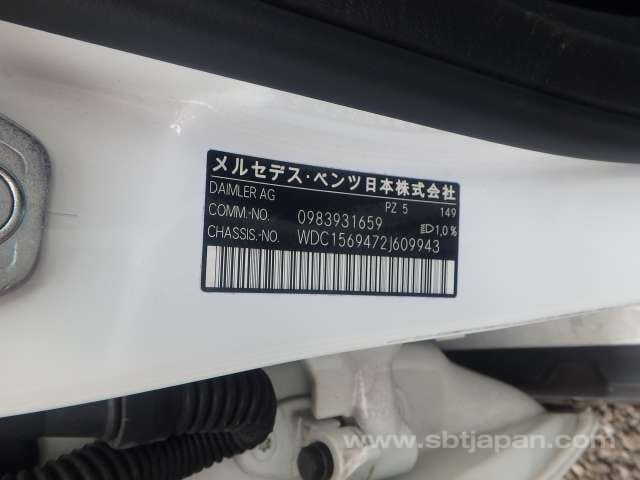 メルセデス・ベンツ日本株式会社
DAIMLER AG PZ 5 149
COMM.-NO. 0983931659 1,0%
CHASSIS.-NO. WDC1569472J609943
www.sbtjapan.com